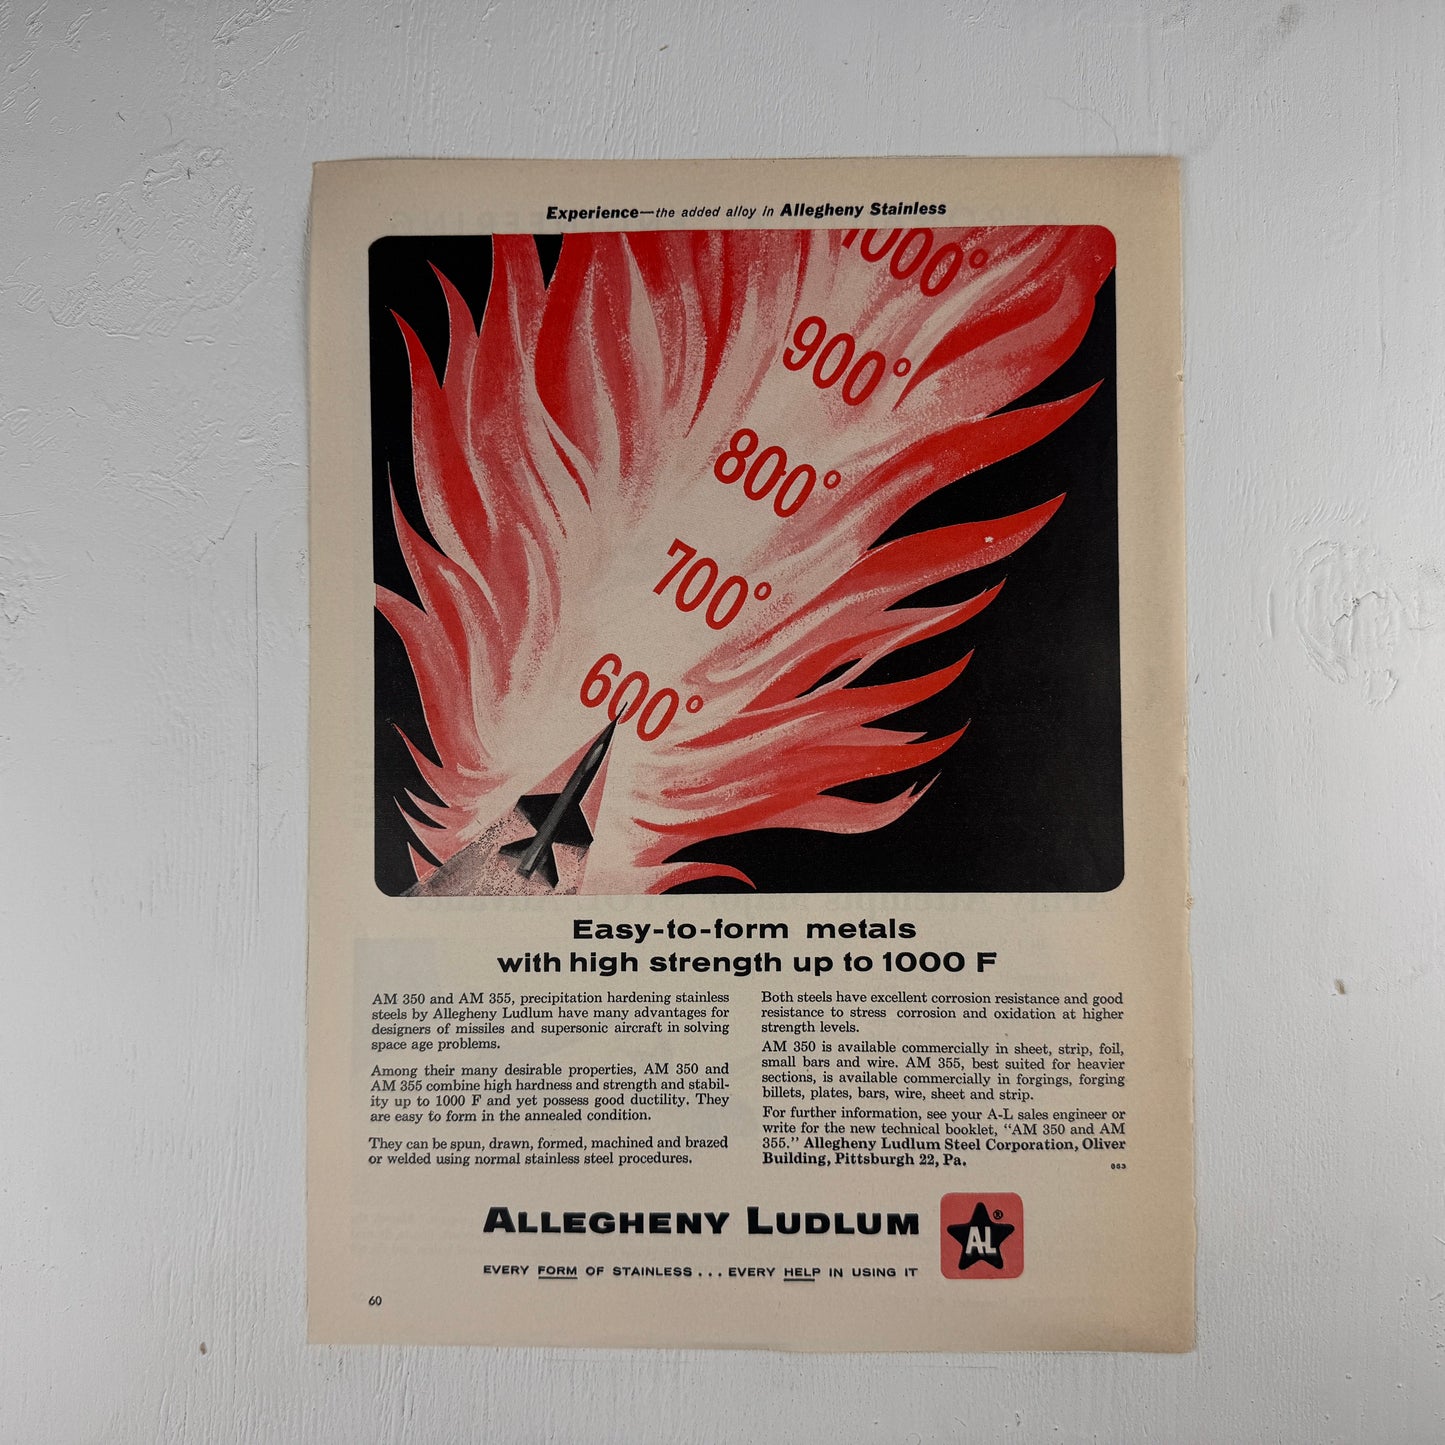 Experience—the added alloy in Allegheny Stainless
1000°
900°
800°
700°
600°
Easy-to-form metals
with high strength up to 1000 F
AM 350 and AM 355, precipitation hardening stainless
steels by Allegheny Ludlum have many advantages for
designers of missiles and supersonic aircraft in solving
space age problems.
Among their many desirable properties, AM 350 and
AM 355 combine high hardness and strength and stabil-
ity up to 1000 F and yet possess good ductility. They
are easy to form in the annealed condition.
They can be spun, drawn, formed, machined and brazed
or welded using normal stainless steel procedures.
Both steels have excellent corrosion resistance and good
resistance to stress corrosion and oxidation at higher
strength levels.
AM 350 is available commercially in sheet, strip, foil,
small bars and wire. AM 355, best suited for heavier
sections, is available commercially in forgings, forging
billets, plates, bars, wire, sheet and strip.
For further information, see your A-L sales engineer or
write for the new technical booklet, "AM 350 and AM
355." Allegheny Ludlum Steel Corporation, Oliver
Building, Pittsburgh 22, Pa.
ALLEGHENY LUDLUM
A-L ®
EVERY FORM OF STAINLESS . . . EVERY HELP IN USING IT
60